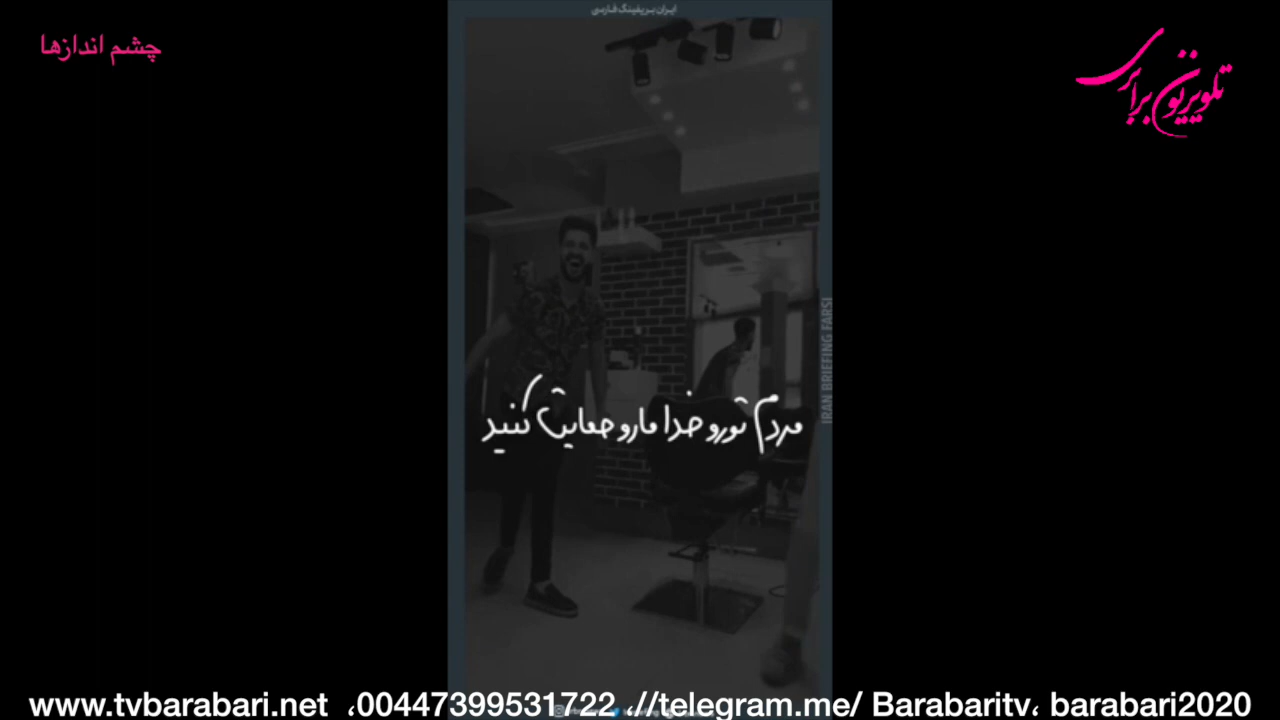 ایران بریفینگ فارسی
چشم اندازها
تلویزیون برابری
IRAN BRIEFING FARSI
مردم تورو خدا مارو حمایت کنید
www.tvbarabari.net ،00447399531722 ،//telegram.me/ Barabaritv، barabari2020